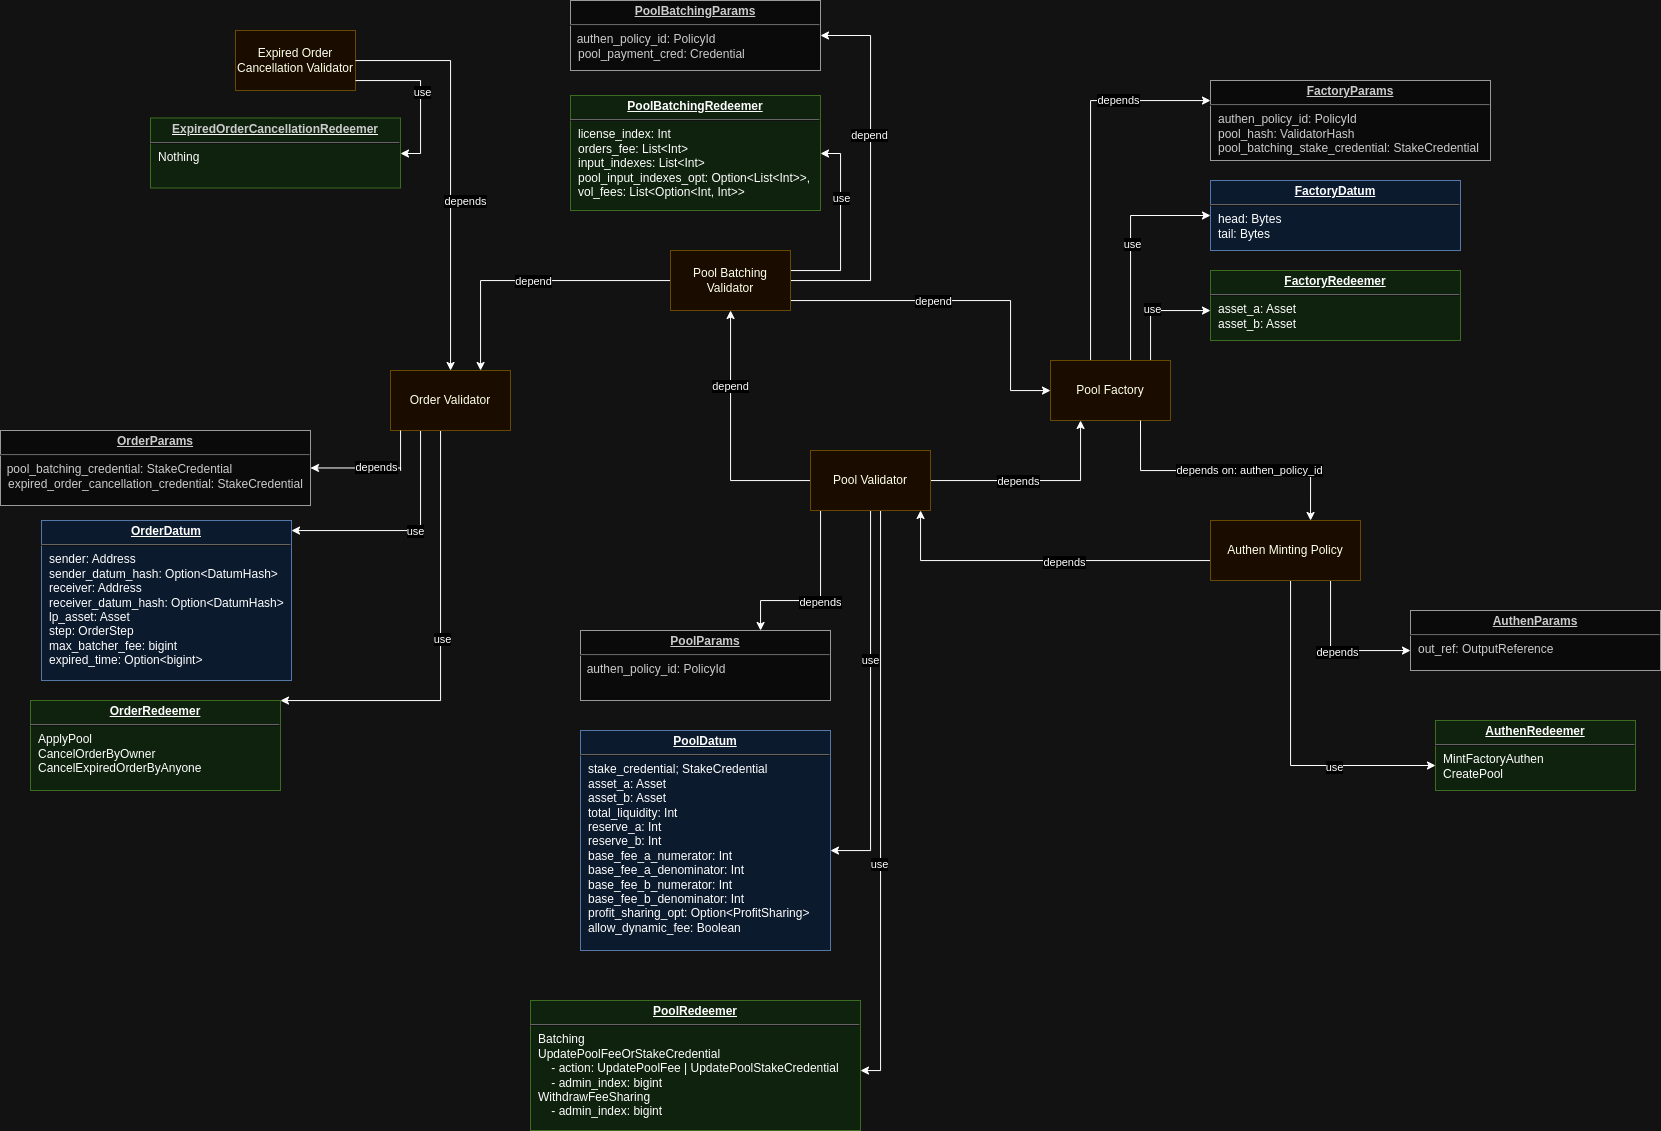 PoolBatchingParams
authen_policy_id: PolicyId
pool_payment_cred: Credential
Expired Order
Cancellation Validator
use
ExpiredOrderCancellationRedeemer
Nothing
depends
PoolBatchingRedeemer
license_index: Int
orders_fee: List<Int>
input_indexes: List<Int>
pool_input_indexes_opt: Option<List<Int>>,
vol_fees: List<Option<Int, Int>>
depend
use
depends
FactoryParams
authen_policy_id: PolicyId
pool_hash: ValidatorHash
pool_batching_stake_credential: StakeCredential
FactoryDatum
head: Bytes
tail: Bytes
use
FactoryRedeemer
asset_a: Asset
asset_b: Asset
use
Pool Batching
Validator
depend
depend
depend
Pool Factory
Order Validator
OrderParams
pool_batching_credential: StakeCredential
expired_order_cancellation_credential: StakeCredential
depends
Pool Validator
depends
depends on: authen_policy_id
OrderDatum
sender: Address
sender_datum_hash: Option<DatumHash>
receiver: Address
receiver_datum_hash: Option<DatumHash>
lp_asset: Asset
step: OrderStep
max_batcher_fee: bigint
expired_time: Option<bigint>
use
Authen Minting Policy
depends
depends
use
PoolParams
authen_policy_id: PolicyId
use
AuthenParams
out_ref: OutputReference
depends
OrderRedeemer
ApplyPool
CancelOrderByOwner
CancelExpiredOrderByAnyone
PoolDatum
stake_credential; StakeCredential
asset_a: Asset
asset_b: Asset
total_liquidity: Int
reserve_a: Int
reserve_b: Int
base_fee_a_numerator: Int
base_fee_a_denominator: Int
base_fee_b_numerator: Int
base_fee_b_denominator: Int
profit_sharing_opt: Option<ProfitSharing>
allow_dynamic_fee: Boolean
use
AuthenRedeemer
MintFactoryAuthen
CreatePool
use
PoolRedeemer
Batching
UpdatePoolFeeOrStakeCredential
- action: UpdatePoolFee | UpdatePoolStakeCredential
- admin_index: bigint
WithdrawFeeSharing
- admin_index: bigint